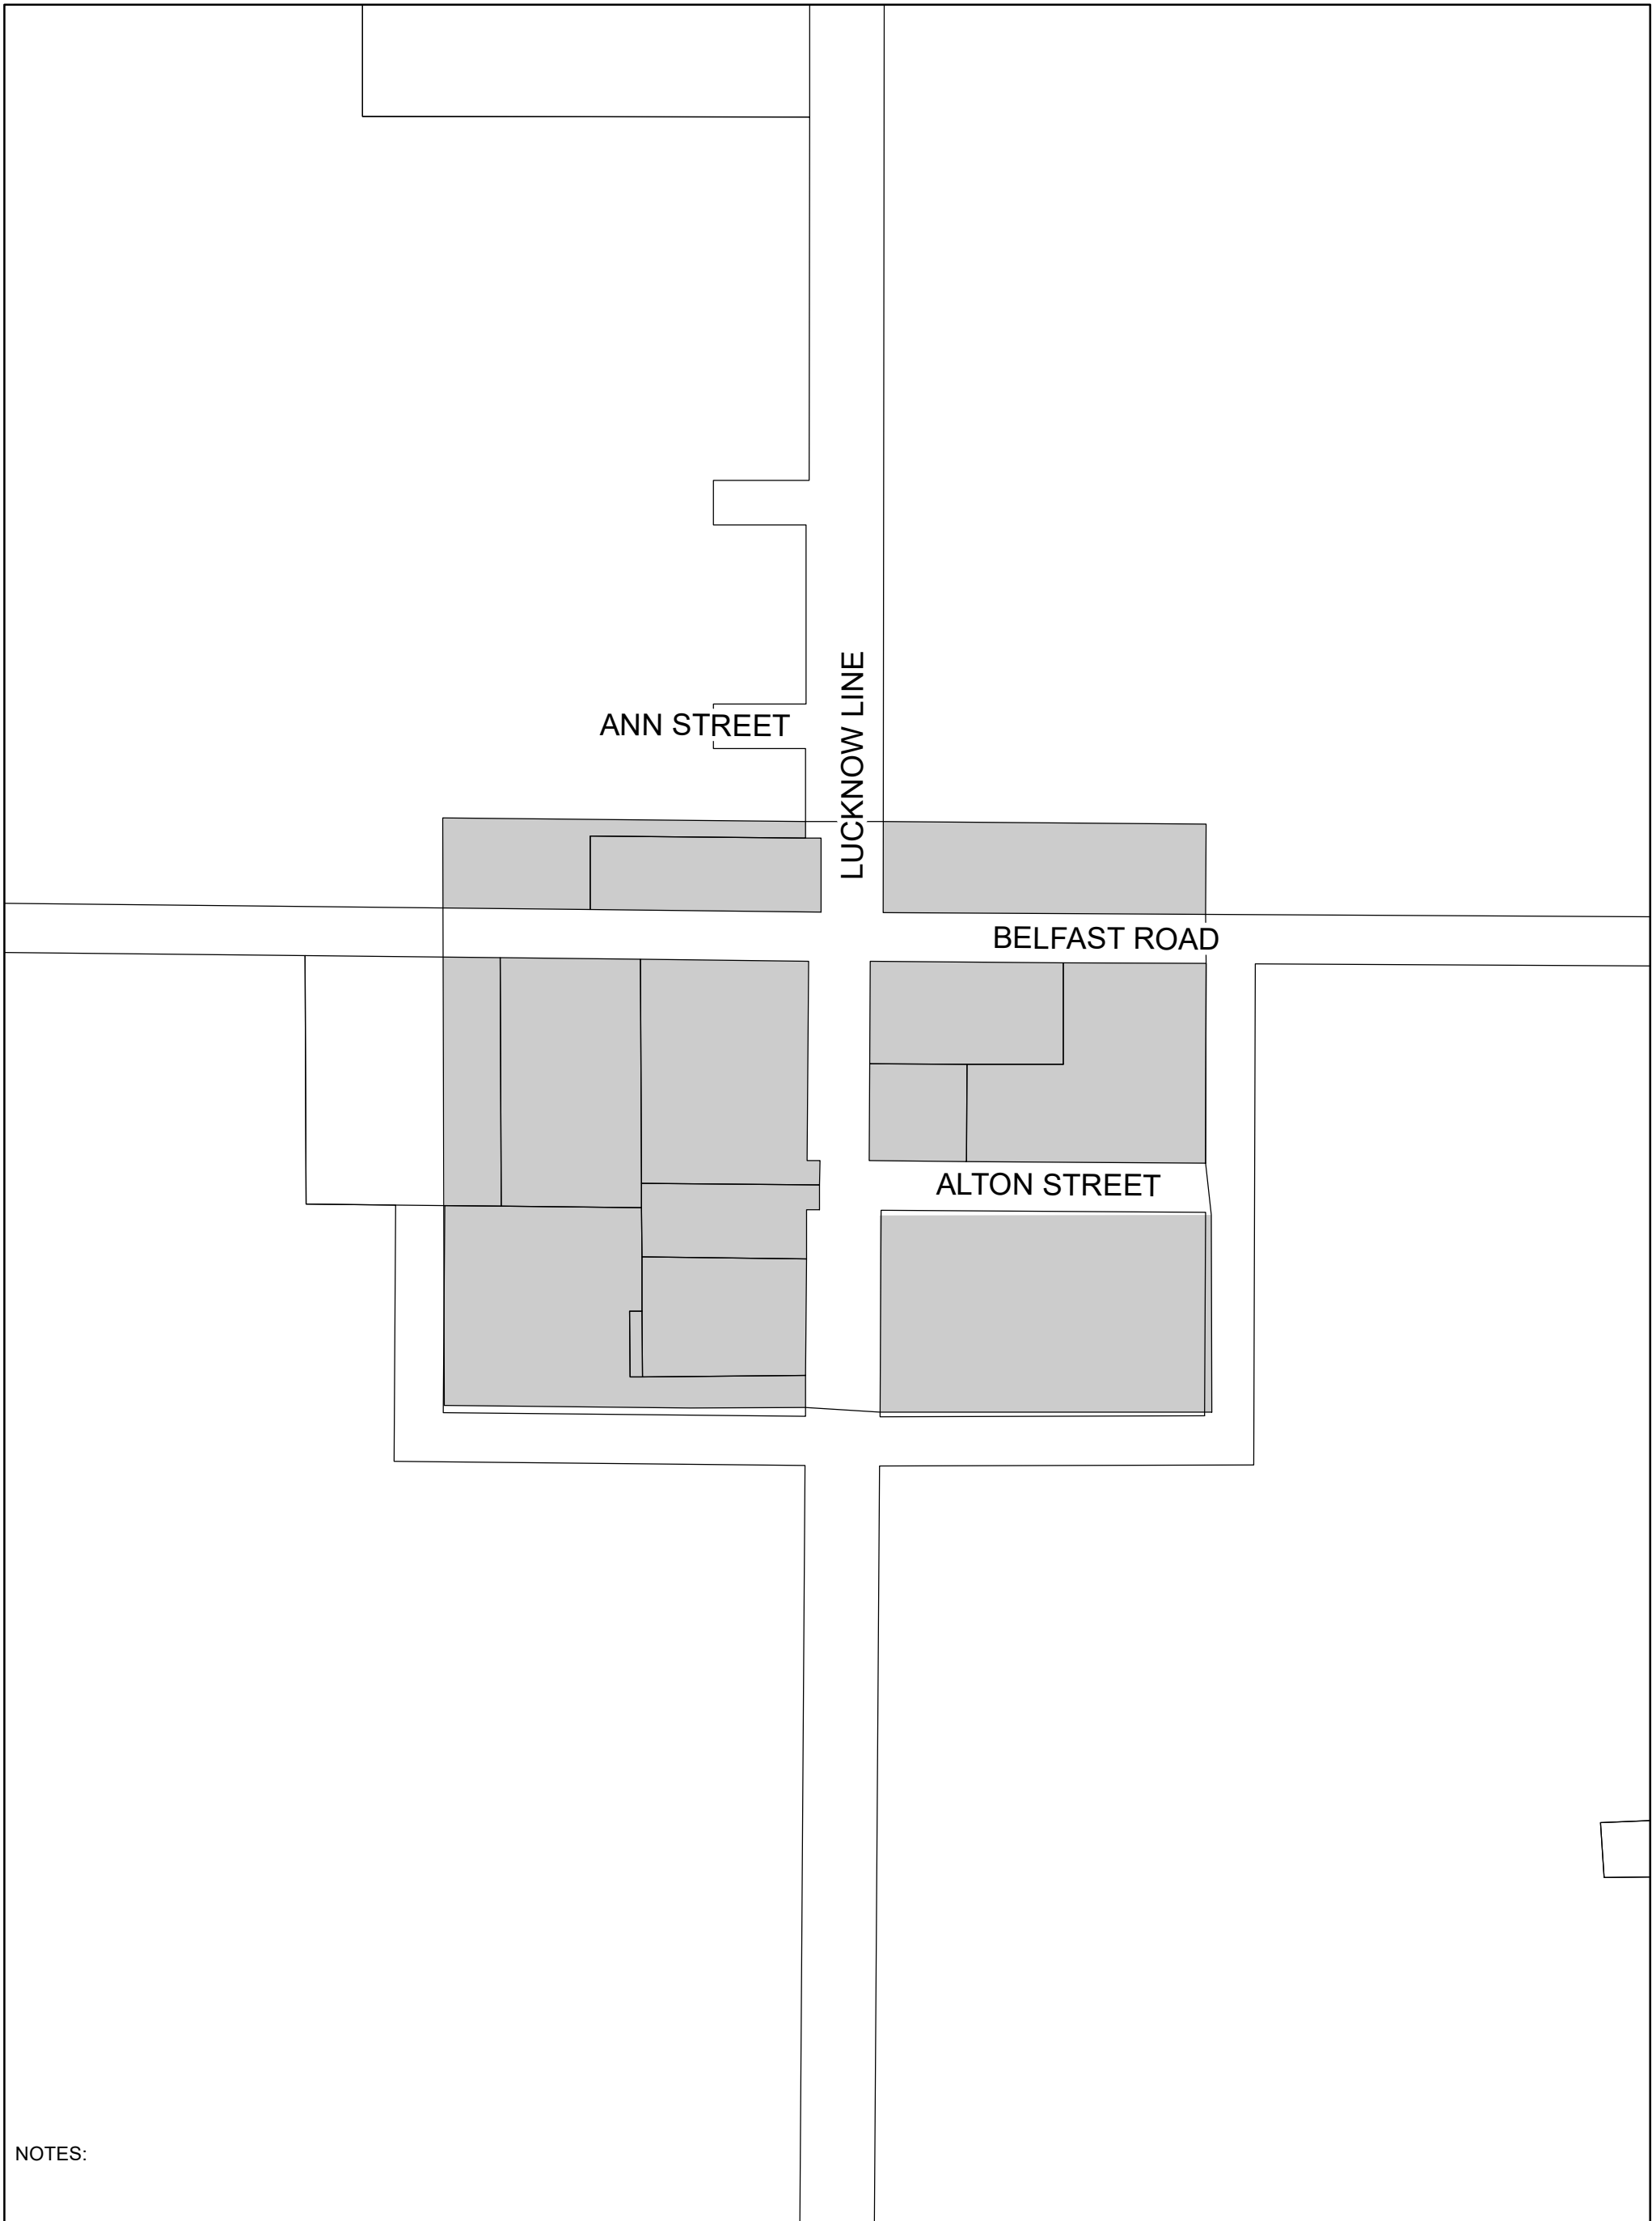 LUCKNOW LINE
ANN STREET
BELFAST ROAD
ALTON STREET
NOTES: